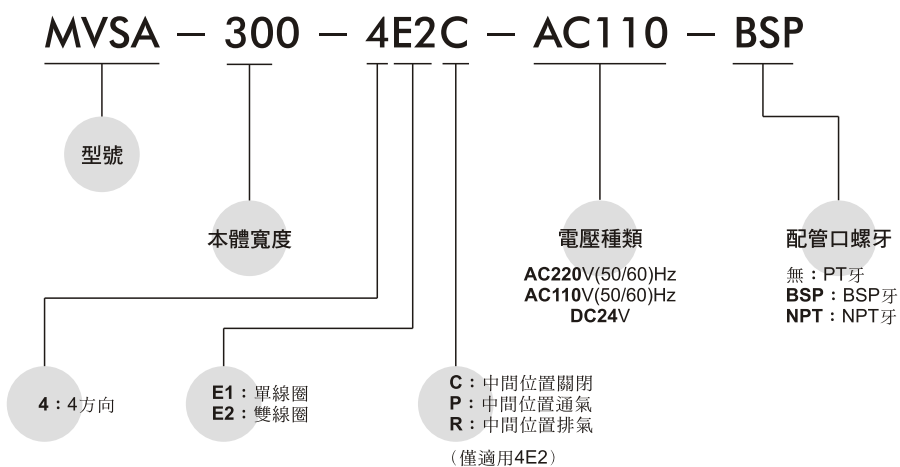 MVSA － 300 － 4E2C － AC110 － BSP
型號
本體寬度
電壓種類
AC220V(50/60)Hz
AC110V(50/60)Hz
DC24V
配管口螺牙
無：PT牙
BSP：BSP牙
NPT：NPT牙
4：4方向
E1：單線圈
E2：雙線圈
C：中間位置關閉
P：中間位置通氣
R：中間位置排氣
（僅適用4E2）